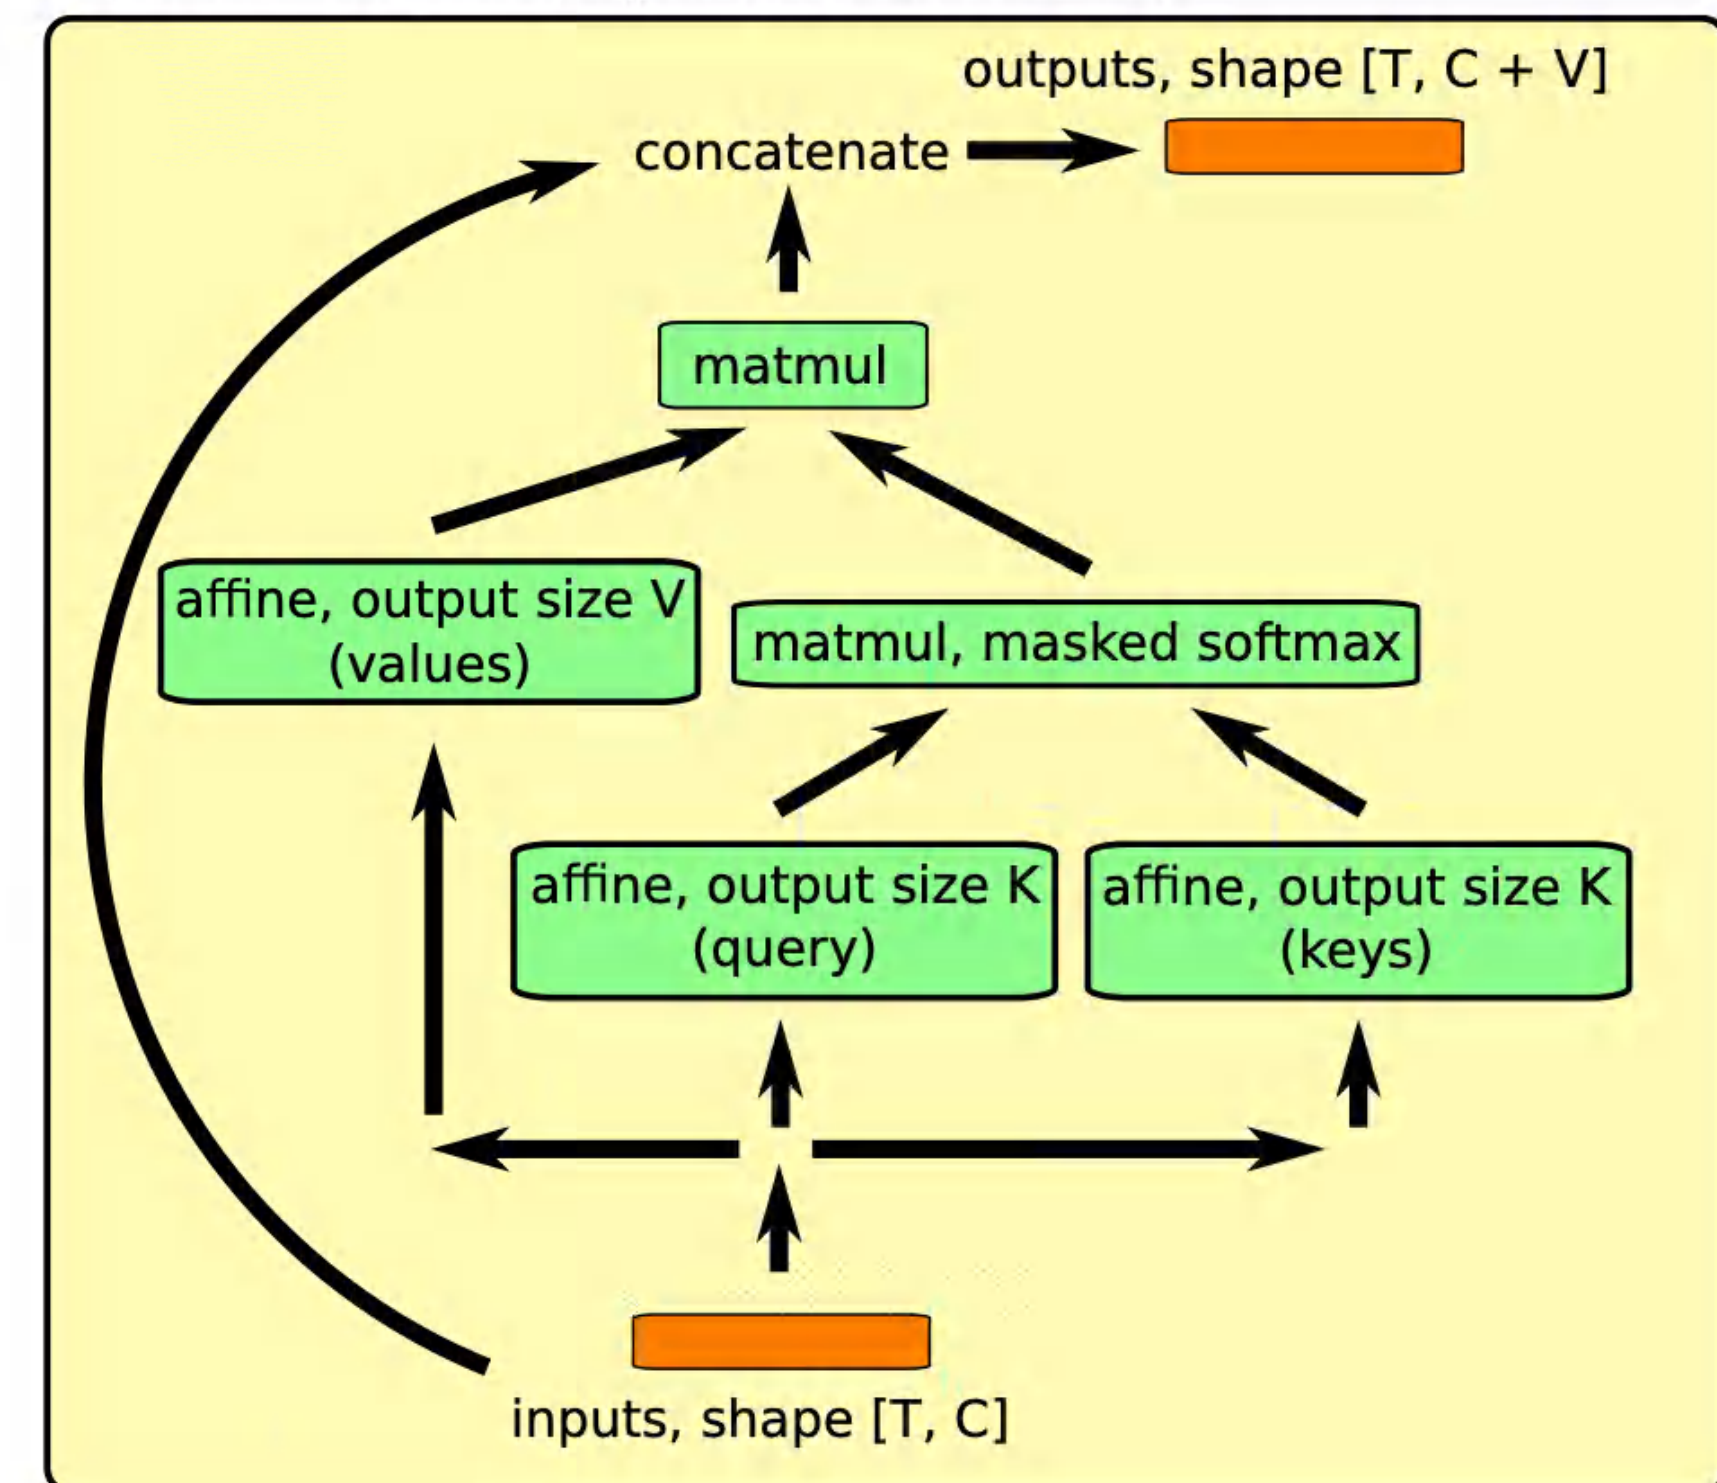 outputs, shape [T, C + V]
concatenate
matmul
affine, output size V
(values)
matmul, masked softmax
affine, output size K
(query)
affine, output size K
(keys)
inputs, shape [T, C]